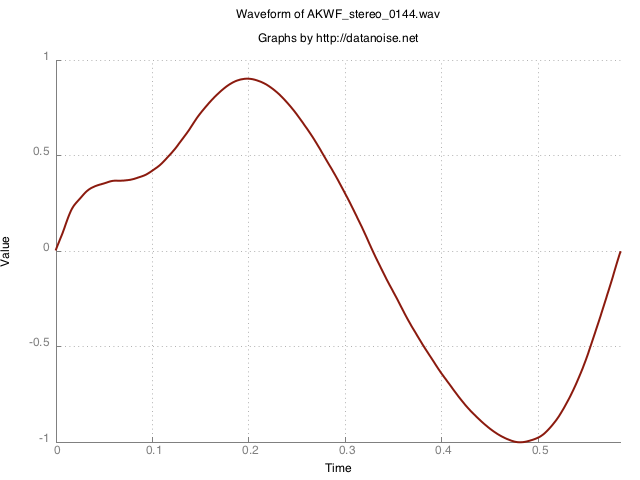 Waveform of AKWF_stereo_0144.wav
Graphs by http://datanoise.net
1
0.5
0
-0.5
-1
Value
0 0.1 0.2 0.3 0.4 0.5
Time